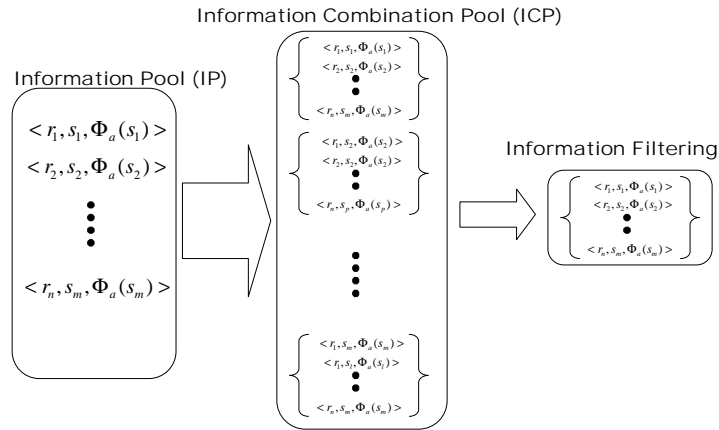 Information Combination Pool (ICP)
Information Pool (IP)
< r₁, s₁, Φₐ(s₁) >
< r₂, s₂, Φₐ(s₂) >
< rₙ, sₘ, Φₐ(sₘ) >
< r₁, s₁, Φₐ(s₁) >
< r₂, s₂, Φₐ(s₂) >
< rₙ, sₘ, Φₐ(sₘ) >
< r₁, s₂, Φₐ(s₂) >
< r₂, s₂, Φₐ(s₂) >
< rₙ, sₚ, Φₐ(sₚ) >
< r₁, sₘ, Φₐ(sₘ) >
< r₁, sₗ, Φₐ(sₗ) >
< rₙ, sₘ, Φₐ(sₘ) >
Information Filtering
< r₁, s₁, Φₐ(s₁) >
< r₂, s₂, Φₐ(s₂) >
< rₙ, sₘ, Φₐ(sₘ) >